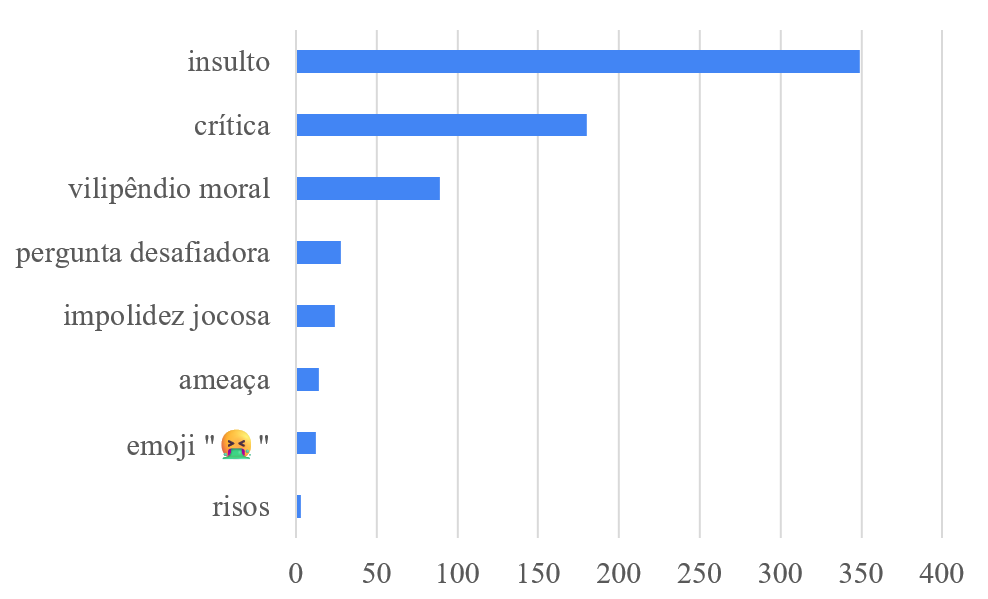 insulto
crítica
vilipêndio moral
pergunta desafiadora
impolidez jocosa
ameaça
emoji "🤮"
risos
0 50 100 150 200 250 300 350 400